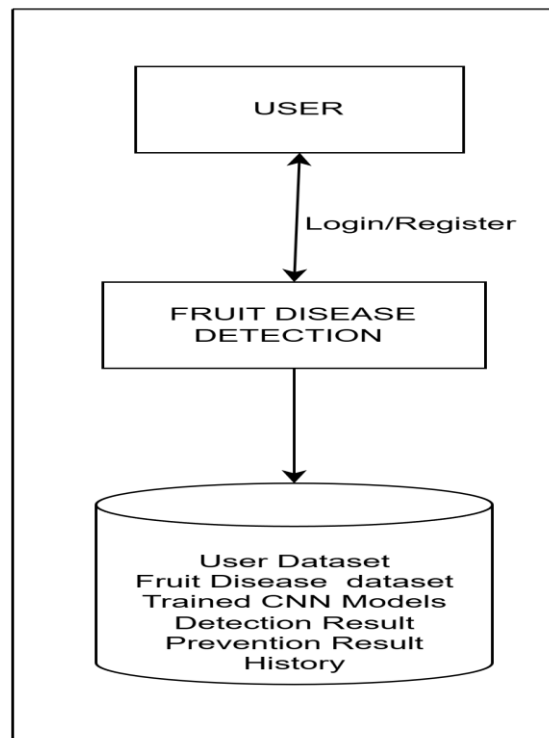 USER
Login/Register
FRUIT DISEASE
DETECTION
User Dataset
Fruit Disease dataset
Trained CNN Models
Detection Result
Prevention Result
History